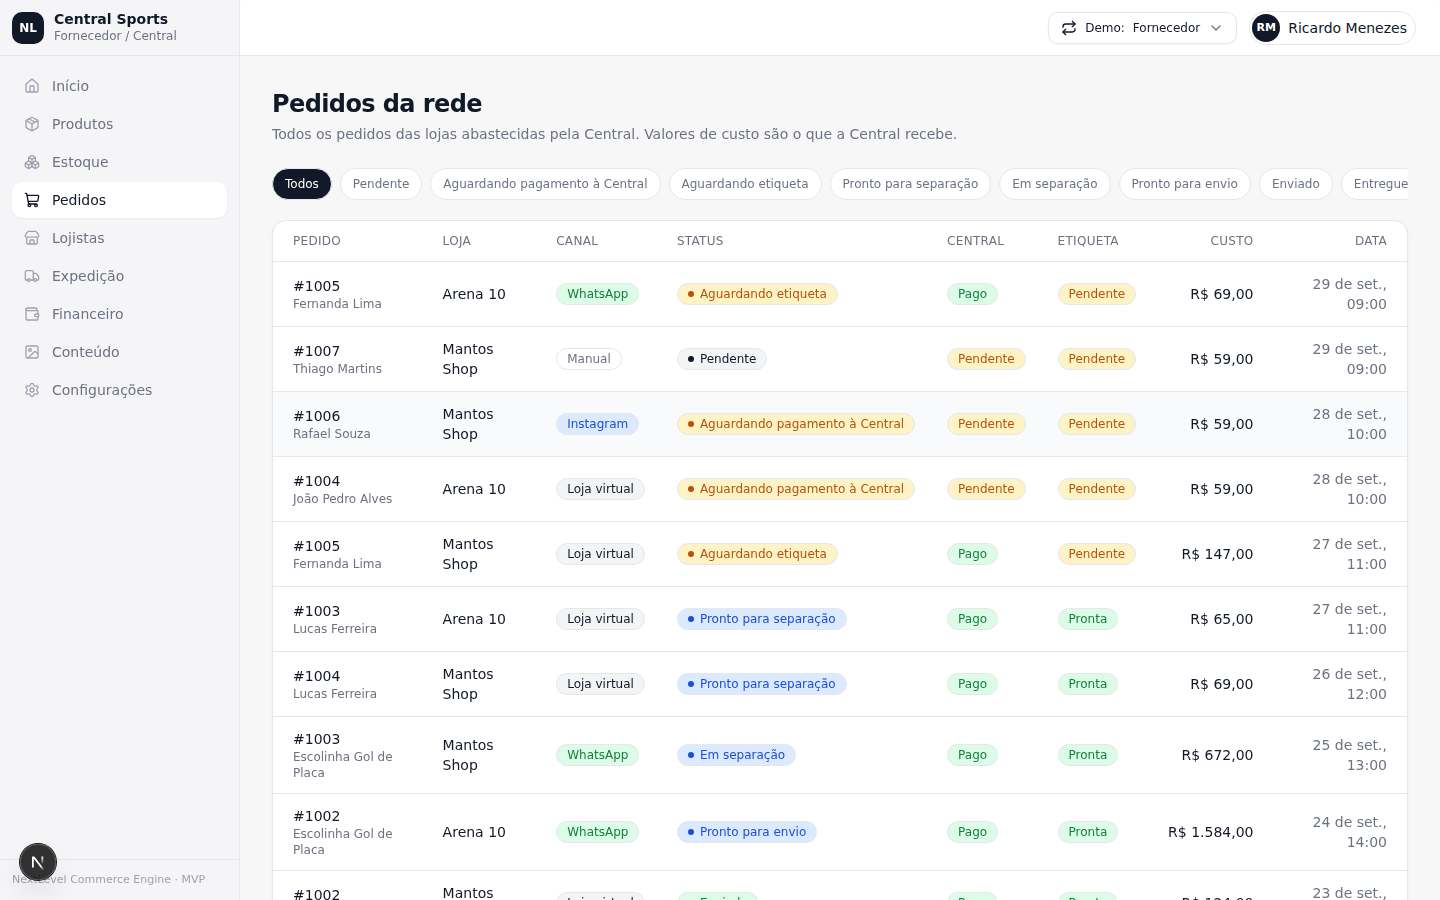 NL
Central Sports
Fornecedor / Central
Demo: Fornecedor
RM
Ricardo Menezes
Início
Produtos
Estoque
Pedidos
Lojistas
Expedição
Financeiro
Conteúdo
Configurações
Pedidos da rede
Todos os pedidos das lojas abastecidas pela Central. Valores de custo são o que a Central recebe.
Todos
Pendente
Aguardando pagamento à Central
Aguardando etiqueta
Pronto para separação
Em separação
Pronto para envio
Enviado
Entregue
PEDIDO LOJA CANAL STATUS CENTRAL ETIQUETA CUSTO DATA
#1005
Fernanda Lima
Arena 10
WhatsApp
Aguardando etiqueta
Pago
Pendente
R$ 69,00
29 de set.,
09:00
#1007
Thiago Martins
Mantos
Shop
Manual
Pendente
Pendente
Pendente
R$ 59,00
29 de set.,
09:00
#1006
Rafael Souza
Mantos
Shop
Instagram
Aguardando pagamento à Central
Pendente
Pendente
R$ 59,00
28 de set.,
10:00
#1004
João Pedro Alves
Arena 10
Loja virtual
Aguardando pagamento à Central
Pendente
Pendente
R$ 59,00
28 de set.,
10:00
#1005
Fernanda Lima
Mantos
Shop
Loja virtual
Aguardando etiqueta
Pago
Pendente
R$ 147,00
27 de set.,
11:00
#1003
Lucas Ferreira
Arena 10
Loja virtual
Pronto para separação
Pago
Pronta
R$ 65,00
27 de set.,
11:00
#1004
Lucas Ferreira
Mantos
Shop
Loja virtual
Pronto para separação
Pago
Pronta
R$ 69,00
26 de set.,
12:00
#1003
Escolinha Gol de
Placa
Mantos
Shop
WhatsApp
Em separação
Pago
Pronta
R$ 672,00
25 de set.,
13:00
#1002
Escolinha Gol de
Placa
Arena 10
WhatsApp
Pronto para envio
Pago
Pronta
R$ 1.584,00
24 de set.,
14:00
#1002
Mantos
23 de set.,
N
Commerce Engine · MVP